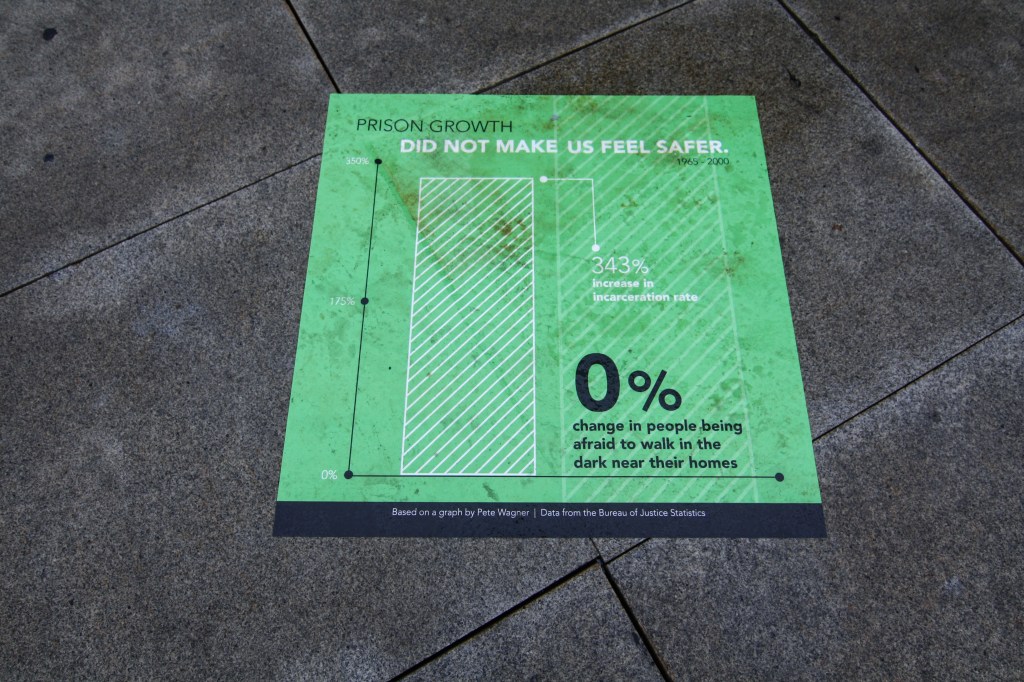 PRISON GROWTH
DID NOT MAKE US FEEL SAFER.
1965 - 2000
350%
343%
increase in
incarceration rate
175%
0%
change in people being
afraid to walk in the
dark near their homes
0%
Based on a graph by Pete Wagner | Data from the Bureau of Justice Statistics